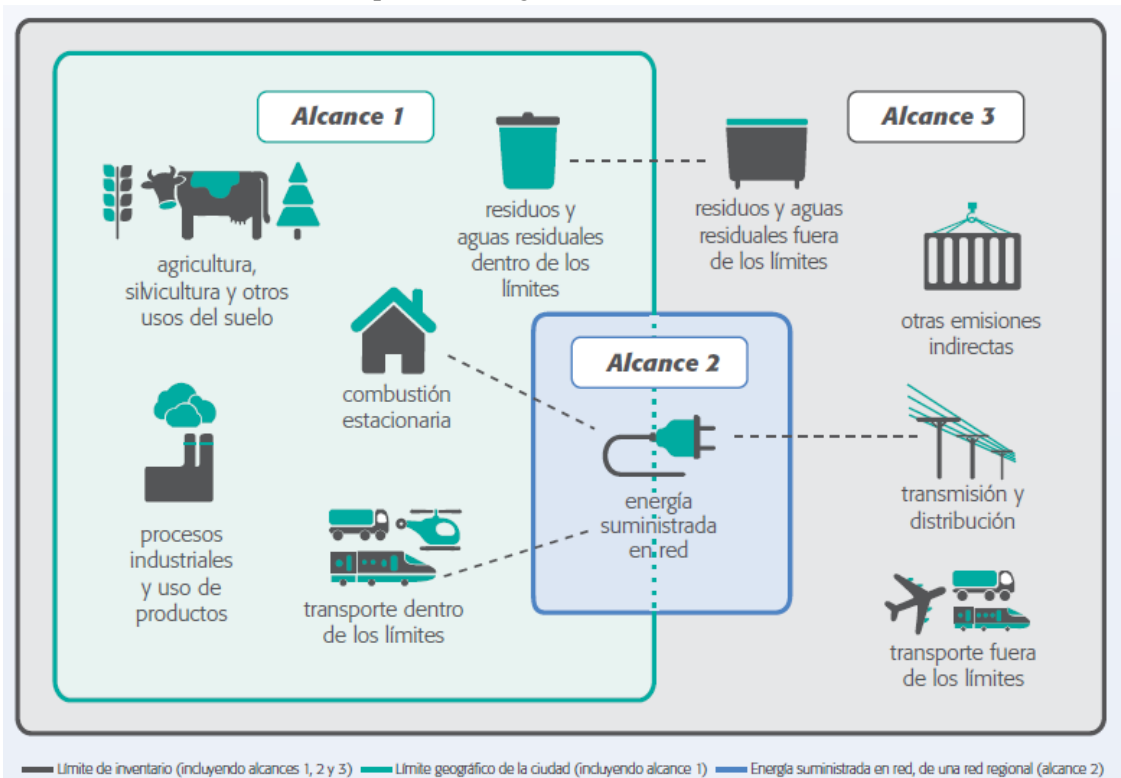 Alcance 1
Alcance 3
residuos y
aguas residuales
dentro de los
límites
residuos y aguas
residuales fuera
de los límites
agricultura,
silvicultura y otros
usos del suelo
otras emisiones
indirectas
combustión
estacionaria
Alcance 2
energía
suministrada
en red
transmisión y
distribución
procesos
industriales
y uso de
productos
transporte dentro
de los límites
transporte fuera
de los límites
Límite de inventario (incluyendo alcances 1, 2 y 3) Límite geográfico de la ciudad (incluyendo alcance 1) Energía suministrada en red, de una red regional (alcance 2)